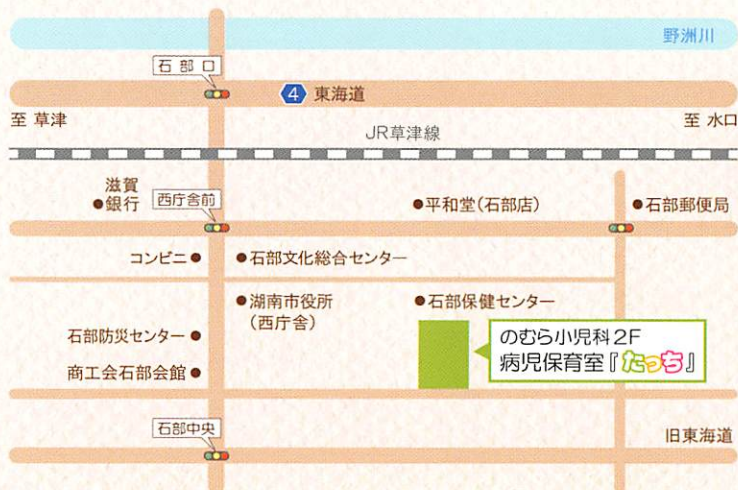 野洲川
石部口
4 東海道
至 草津
至 水口
JR草津線
滋賀
●銀行
西庁舎前
●平和堂(石部店)
●石部郵便局
コンビニ●
●石部文化総合センター
●湖南市役所
(西庁舎)
●石部保健センター
石部防災センター●
商工会石部会館●
のむら小児科2F
病児保育室『たっち』
石部中央
旧東海道